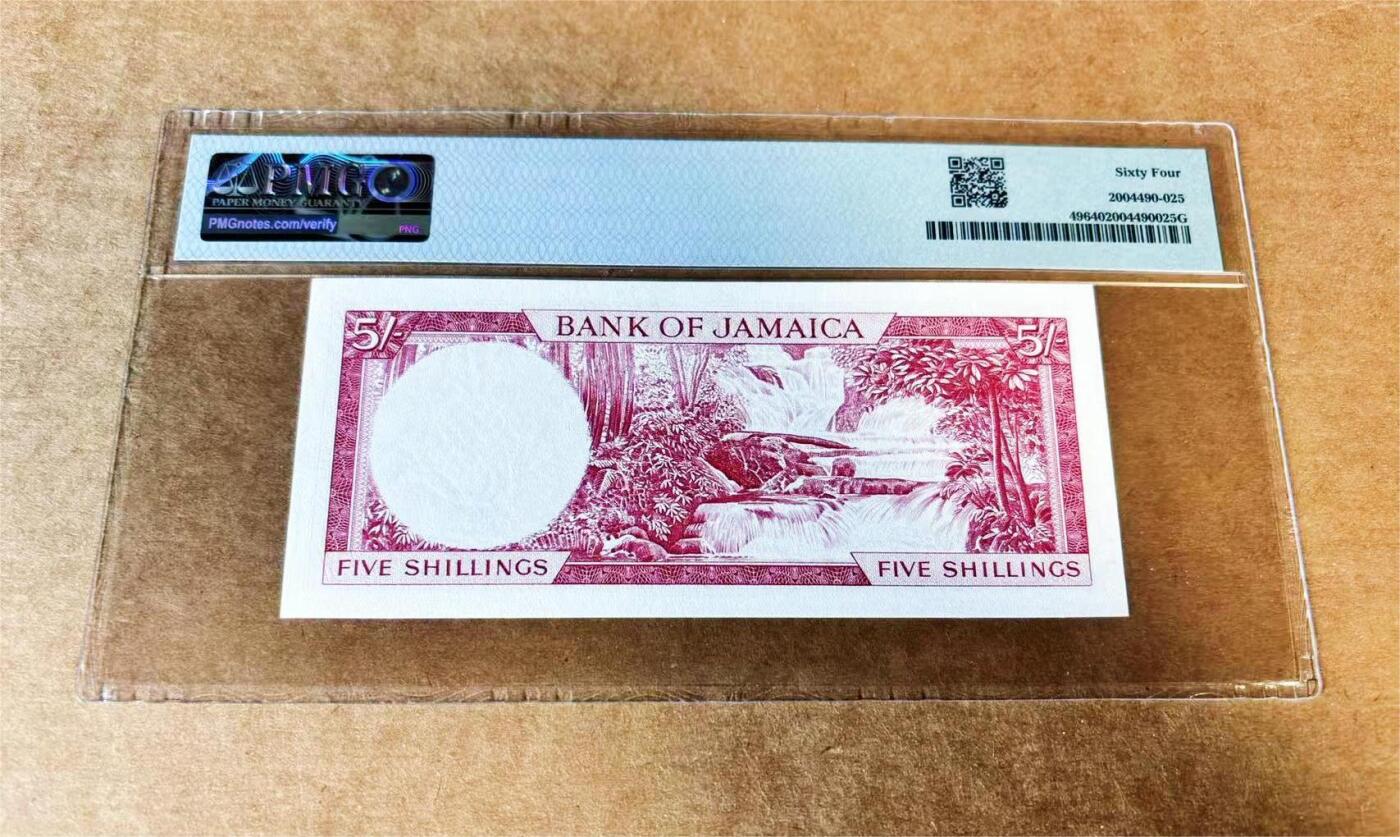 PMG
PAPER MONEY GUARANTY
PMGnotes.com/verify
PNG
Sixty Four
2004490-025
496402004490025G
5/-
BANK OF JAMAICA
5/-
FIVE SHILLINGS
FIVE SHILLINGS